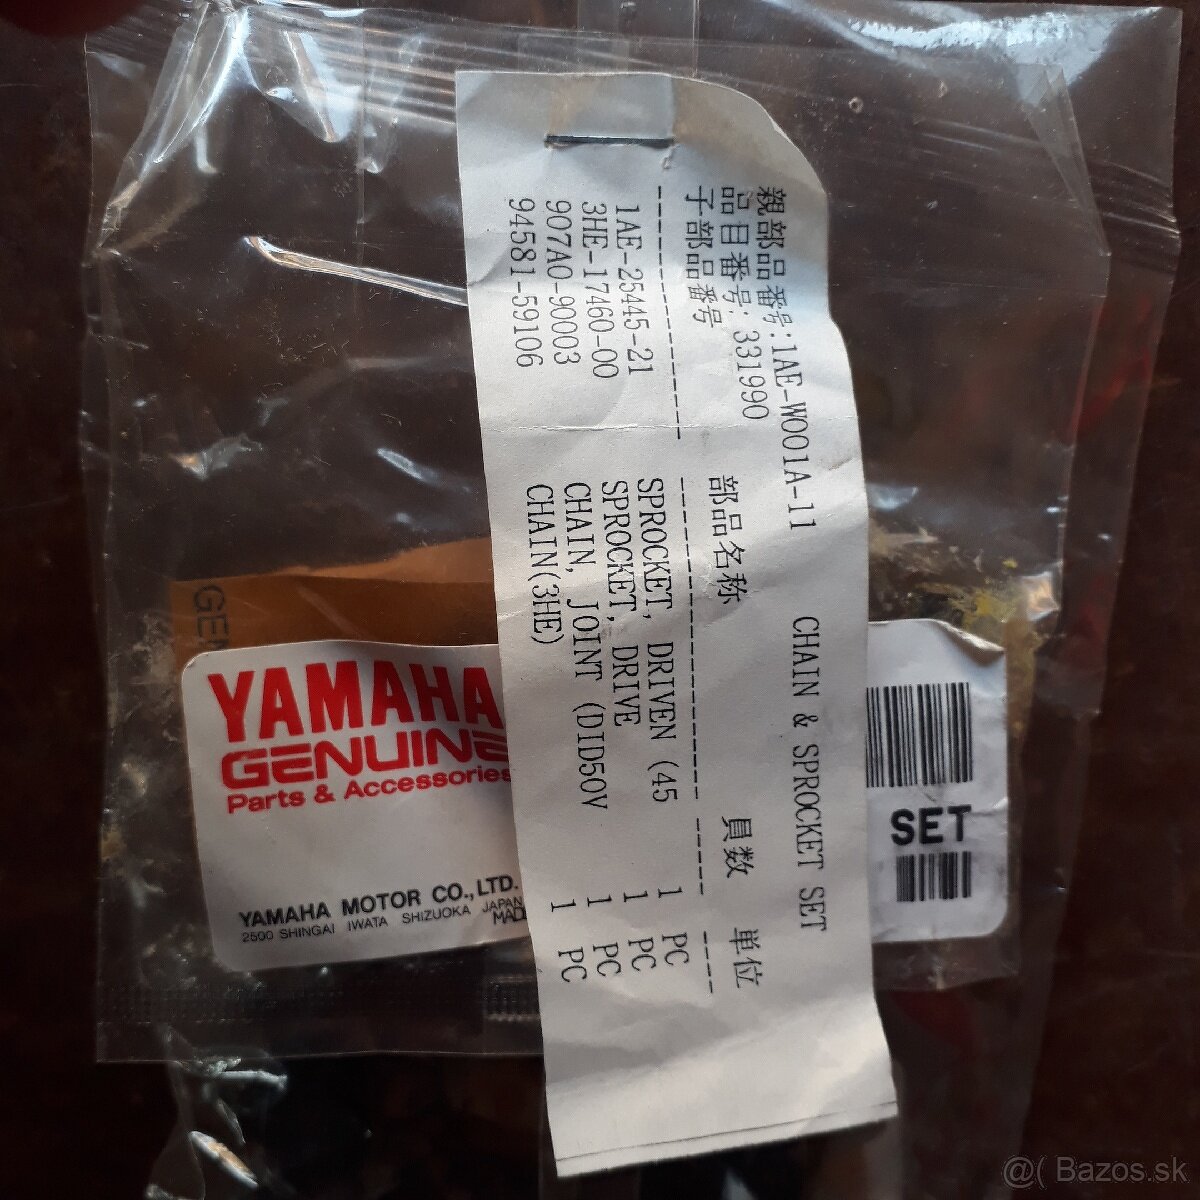 親部品番号:1AE-W001A-11 CHAIN & SPROCKET SET
品目番号:331990
子部品番号 部品名称 員数 単位
1AE-25445-21 SPROCKET, DRIVEN (45 1 PC
3HE-17460-00 SPROCKET, DRIVE 1 PC
907A0-90003 CHAIN, JOINT (DID50V 1 PC
94581-59106 CHAIN(3HE) 1 PC
GEN
YAMAHA
GENUINE
Parts & Accessories
YAMAHA MOTOR CO.,LTD.
2500 SHINGAI IWATA SHIZUOKA JAPAN
MADE
SET
@( Bazos.sk